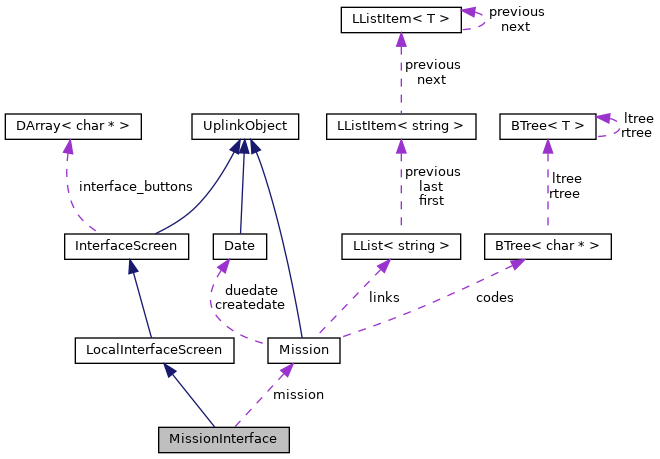 LListItem< T >
previous
next
previous
next
DArray< char * >
UplinkObject
LListItem< string >
BTree< T >
ltree
rtree
interface_buttons
previous
last
first
ltree
rtree
InterfaceScreen
Date
LList< string >
BTree< char * >
duedate
createdate
links
codes
LocalInterfaceScreen
Mission
mission
MissionInterface